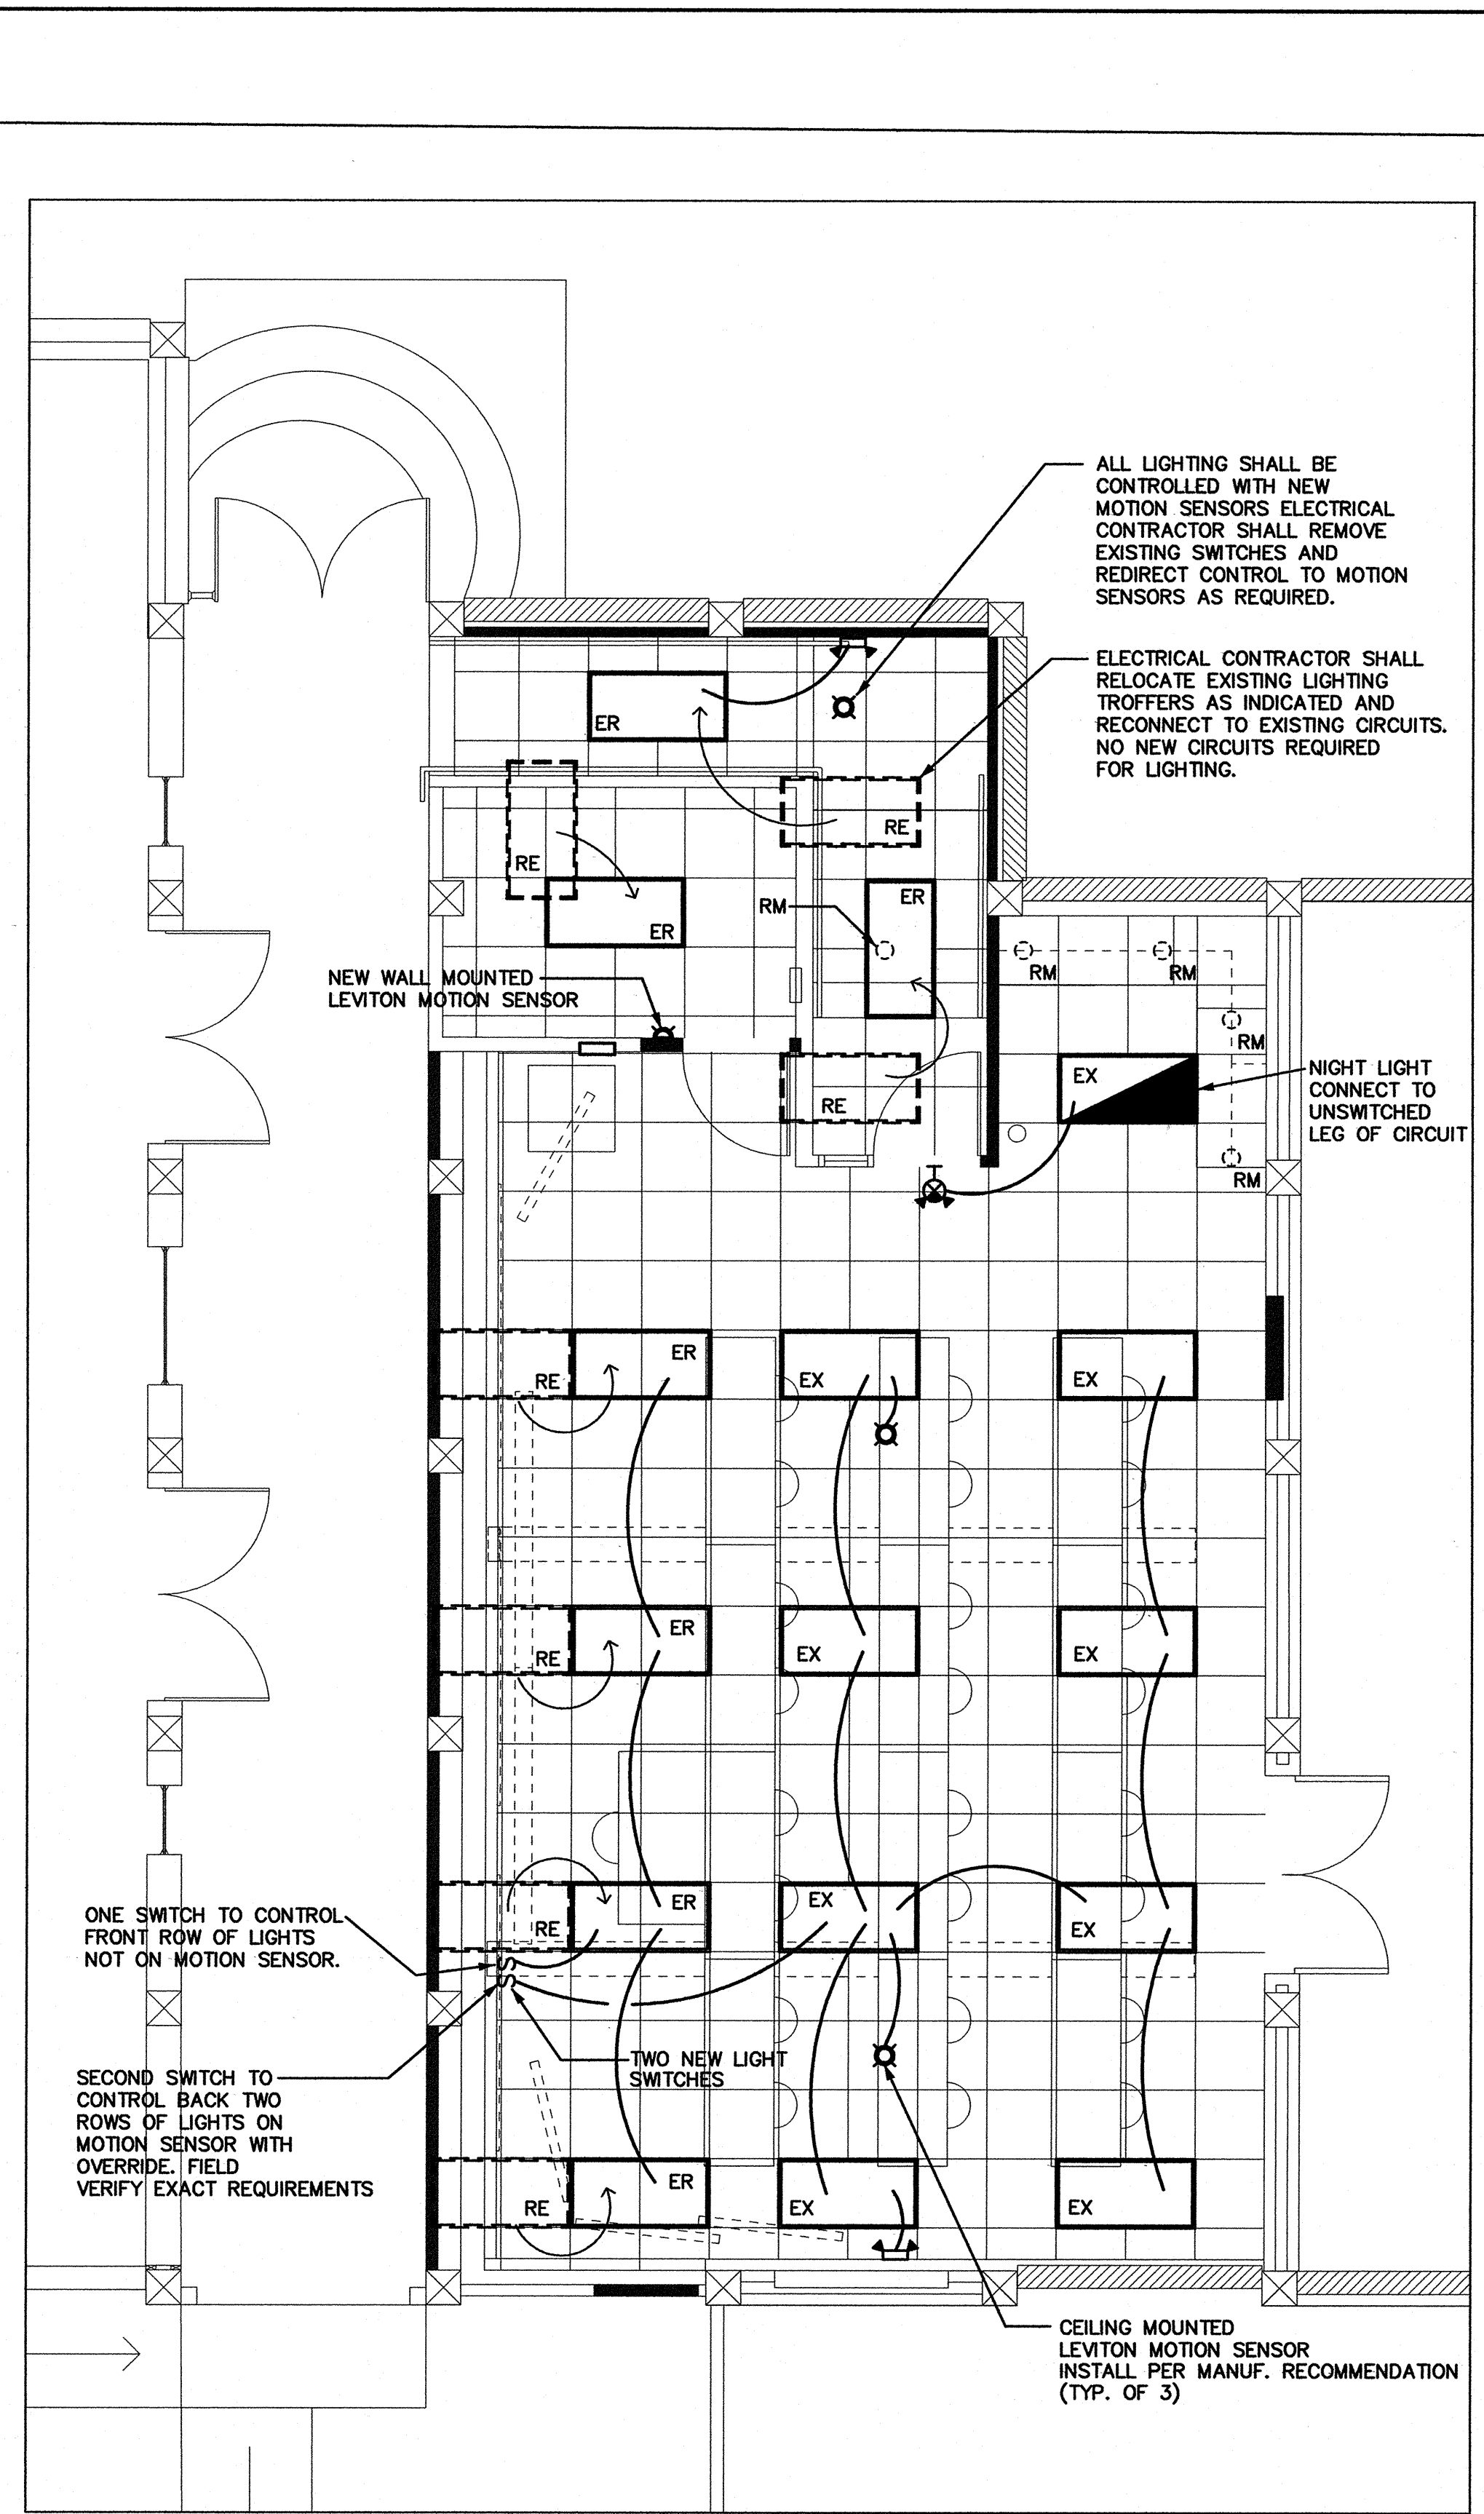 ALL LIGHTING SHALL BE
CONTROLLED WITH NEW
MOTION SENSORS ELECTRICAL
CONTRACTOR SHALL REMOVE
EXISTING SWITCHES AND
REDIRECT CONTROL TO MOTION
SENSORS AS REQUIRED.
ELECTRICAL CONTRACTOR SHALL
RELOCATE EXISTING LIGHTING
TROFFERS AS INDICATED AND
RECONNECT TO EXISTING CIRCUITS.
NO NEW CIRCUITS REQUIRED
FOR LIGHTING.
ER
RE
RE
ER
RM
ER
NEW WALL MOUNTED
LEVITON MOTION SENSOR
RM
RM
RM
RE
EX
NIGHT LIGHT
CONNECT TO
UNSWITCHED
LEG OF CIRCUIT
RM
RE
ER
EX
EX
RE
ER
EX
EX
RE
ER
EX
EX
ONE SWITCH TO CONTROL
FRONT ROW OF LIGHTS
NOT ON MOTION SENSOR.
S
S
TWO NEW LIGHT
SWITCHES
SECOND SWITCH TO
CONTROL BACK TWO
ROWS OF LIGHTS ON
MOTION SENSOR WITH
OVERRIDE. FIELD
VERIFY EXACT REQUIREMENTS
RE
ER
EX
EX
CEILING MOUNTED
LEVITON MOTION SENSOR
INSTALL PER MANUF. RECOMMENDATION
(TYP. OF 3)